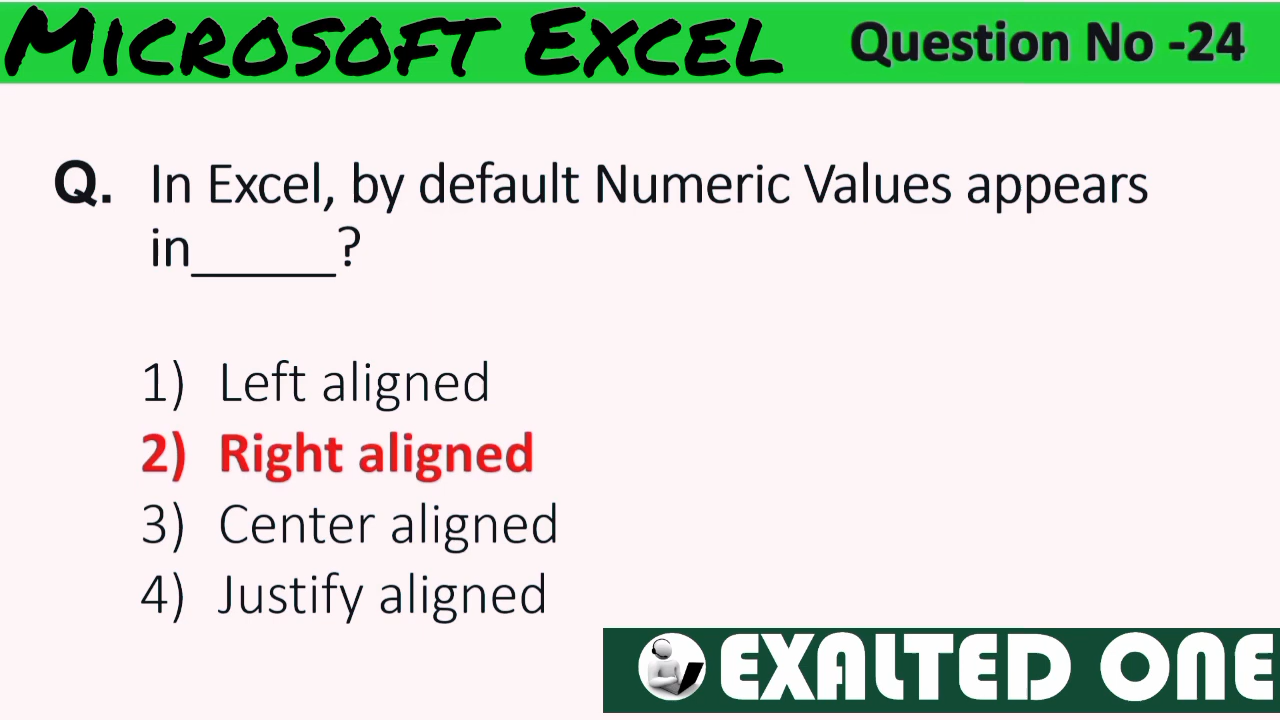 MICROSOFT EXCEL Question No -24
Q. In Excel, by default Numeric Values appears
in_____?
1) Left aligned
2) Right aligned
3) Center aligned
4) Justify aligned
EXALTED ONE